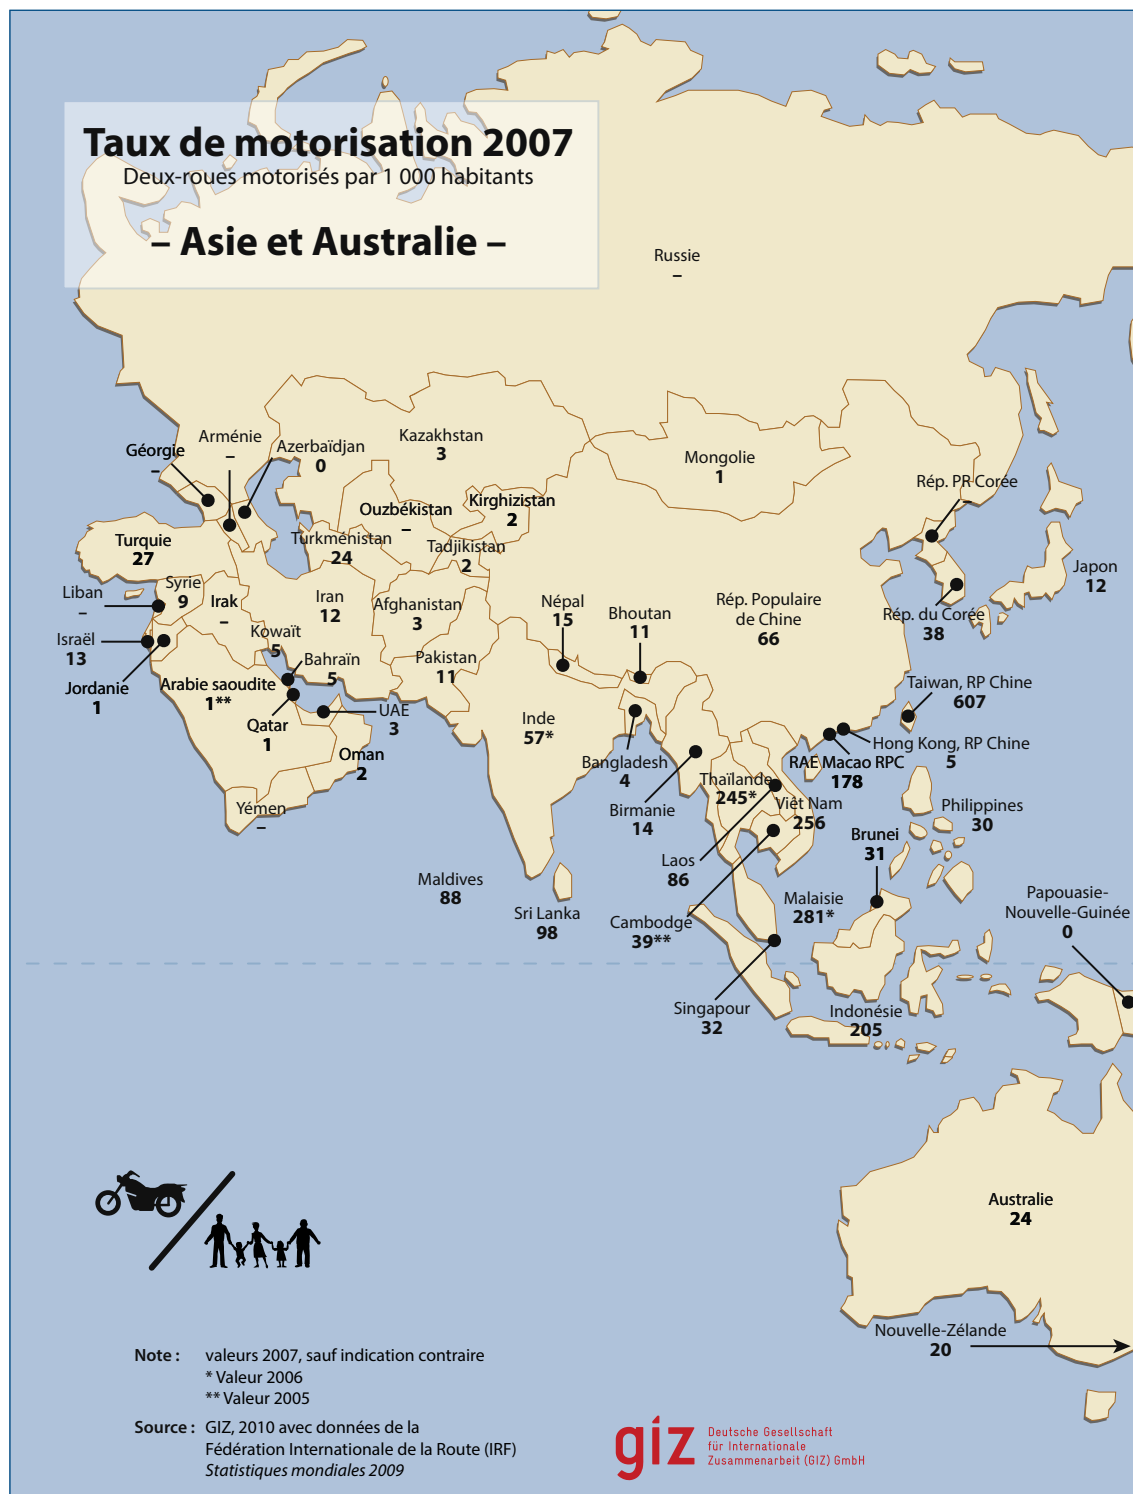 Taux de motorisation 2007
Deux-roues motorisés par 1 000 habitants
– Asie et Australie –
Russie
–
Arménie
–
Géorgie
–
Azerbaïdjan
0
Kazakhstan
3
Mongolie
1
Rép. PR Corée
–
Ouzbékistan
–
Kirghizistan
2
Turquie
27
Turkménistan
24
Tadjikistan
2
Japon
12
Liban
–
Syrie
9
Irak
–
Iran
12
Afghanistan
3
Népal
15
Bhoutan
11
Rép. Populaire
de Chine
66
Rép. du Corée
38
Israël
13
Kowaït
5
Bahraïn
5
Pakistan
11
Jordanie
1
Arabie saoudite
1**
Qatar
1
UAE
3
Oman
2
Yémen
–
Inde
57*
Bangladesh
4
Birmanie
14
Taiwan, RP Chine
607
Hong Kong, RP Chine
5
RAE Macao RPC
178
Thaïlande
245*
Viêt Nam
256
Philippines
30
Brunei
31
Laos
86
Maldives
88
Sri Lanka
98
Cambodge
39**
Malaisie
281*
Papouasie-
Nouvelle-Guinée
0
Singapour
32
Indonésie
205
Australie
24
Nouvelle-Zélande
20
Note : valeurs 2007, sauf indication contraire
* Valeur 2006
** Valeur 2005
Source : GIZ, 2010 avec données de la
Fédération Internationale de la Route (IRF)
Statistiques mondiales 2009
giz
Deutsche Gesellschaft
für Internationale
Zusammenarbeit (GIZ) GmbH